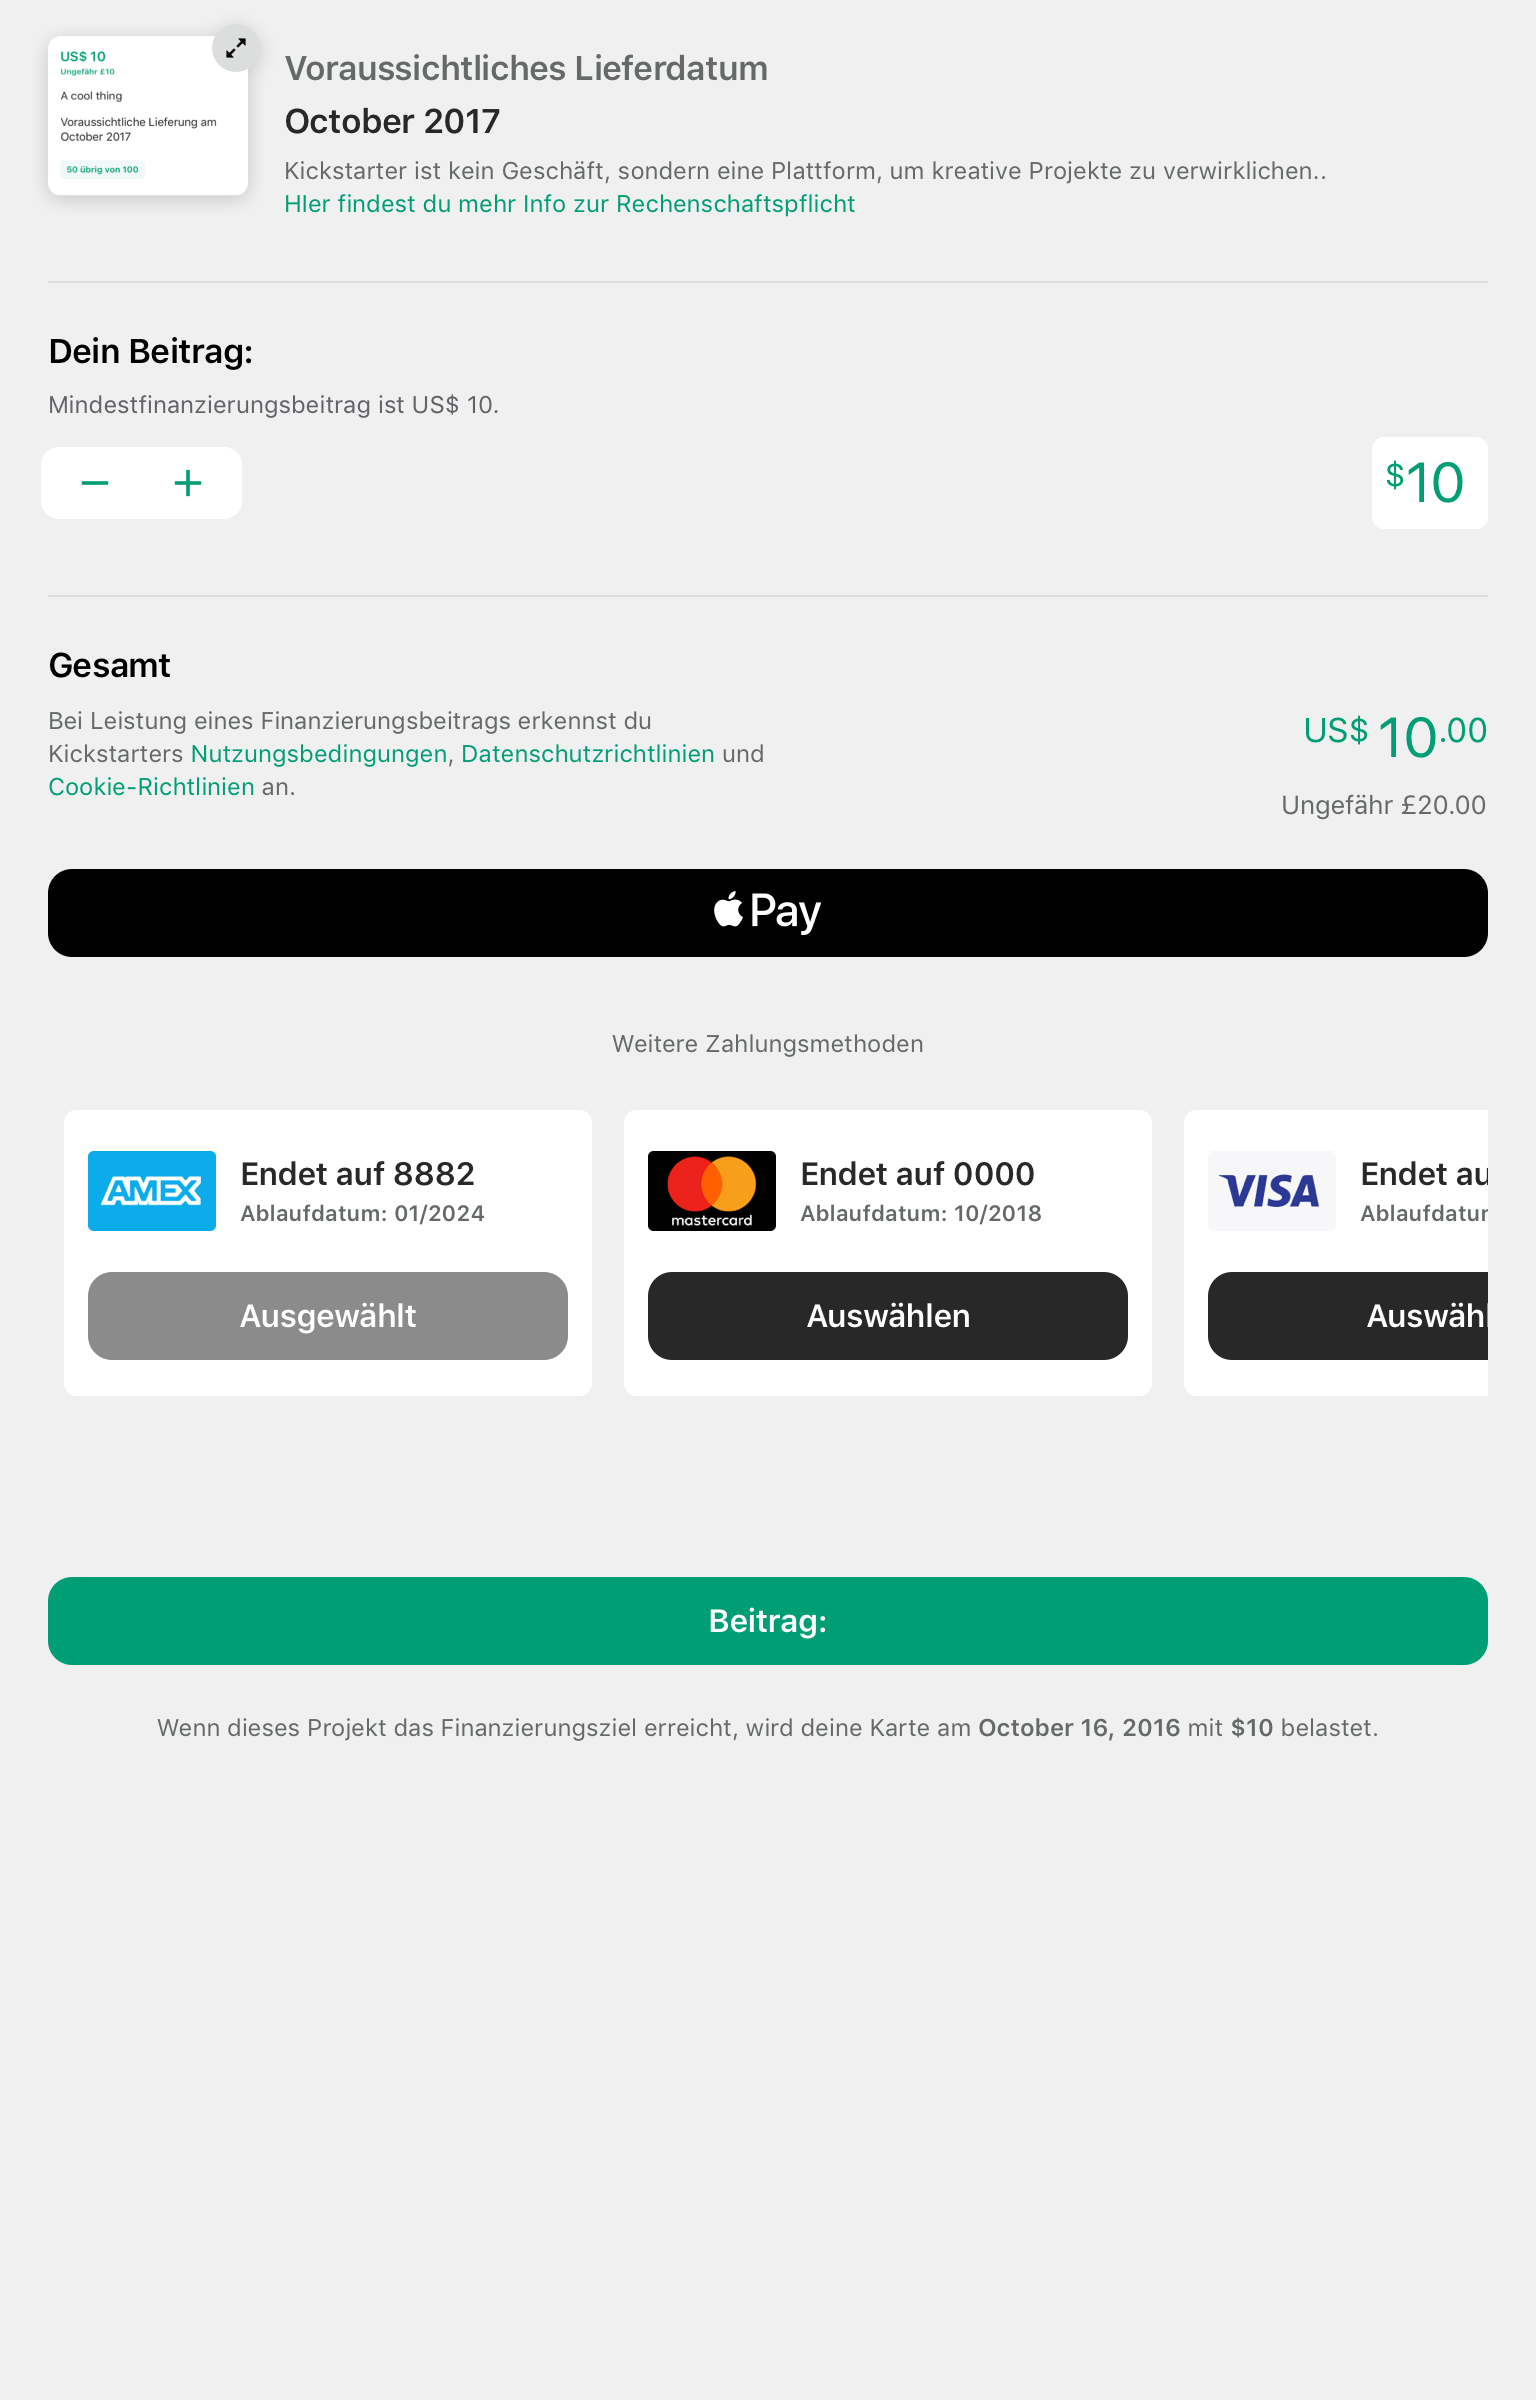 US$ 10
Ungefähr £10
A cool thing
Voraussichtliche Lieferung am
October 2017
50 übrig von 100
Voraussichtliches Lieferdatum
October 2017
Kickstarter ist kein Geschäft, sondern eine Plattform, um kreative Projekte zu verwirklichen..
HIer findest du mehr Info zur Rechenschaftspflicht
Dein Beitrag:
Mindestfinanzierungsbeitrag ist US$ 10.
− +
$10
Gesamt
Bei Leistung eines Finanzierungsbeitrags erkennst du
Kickstarters Nutzungsbedingungen, Datenschutzrichtlinien und
Cookie-Richtlinien an.
US$ 10.00
Ungefähr £20.00
Pay
Weitere Zahlungsmethoden
AMEX
Endet auf 8882
Ablaufdatum: 01/2024
Ausgewählt
mastercard
Endet auf 0000
Ablaufdatum: 10/2018
Auswählen
VISA
Endet au
Ablaufdatu
Auswähl
Beitrag:
Wenn dieses Projekt das Finanzierungsziel erreicht, wird deine Karte am October 16, 2016 mit $10 belastet.